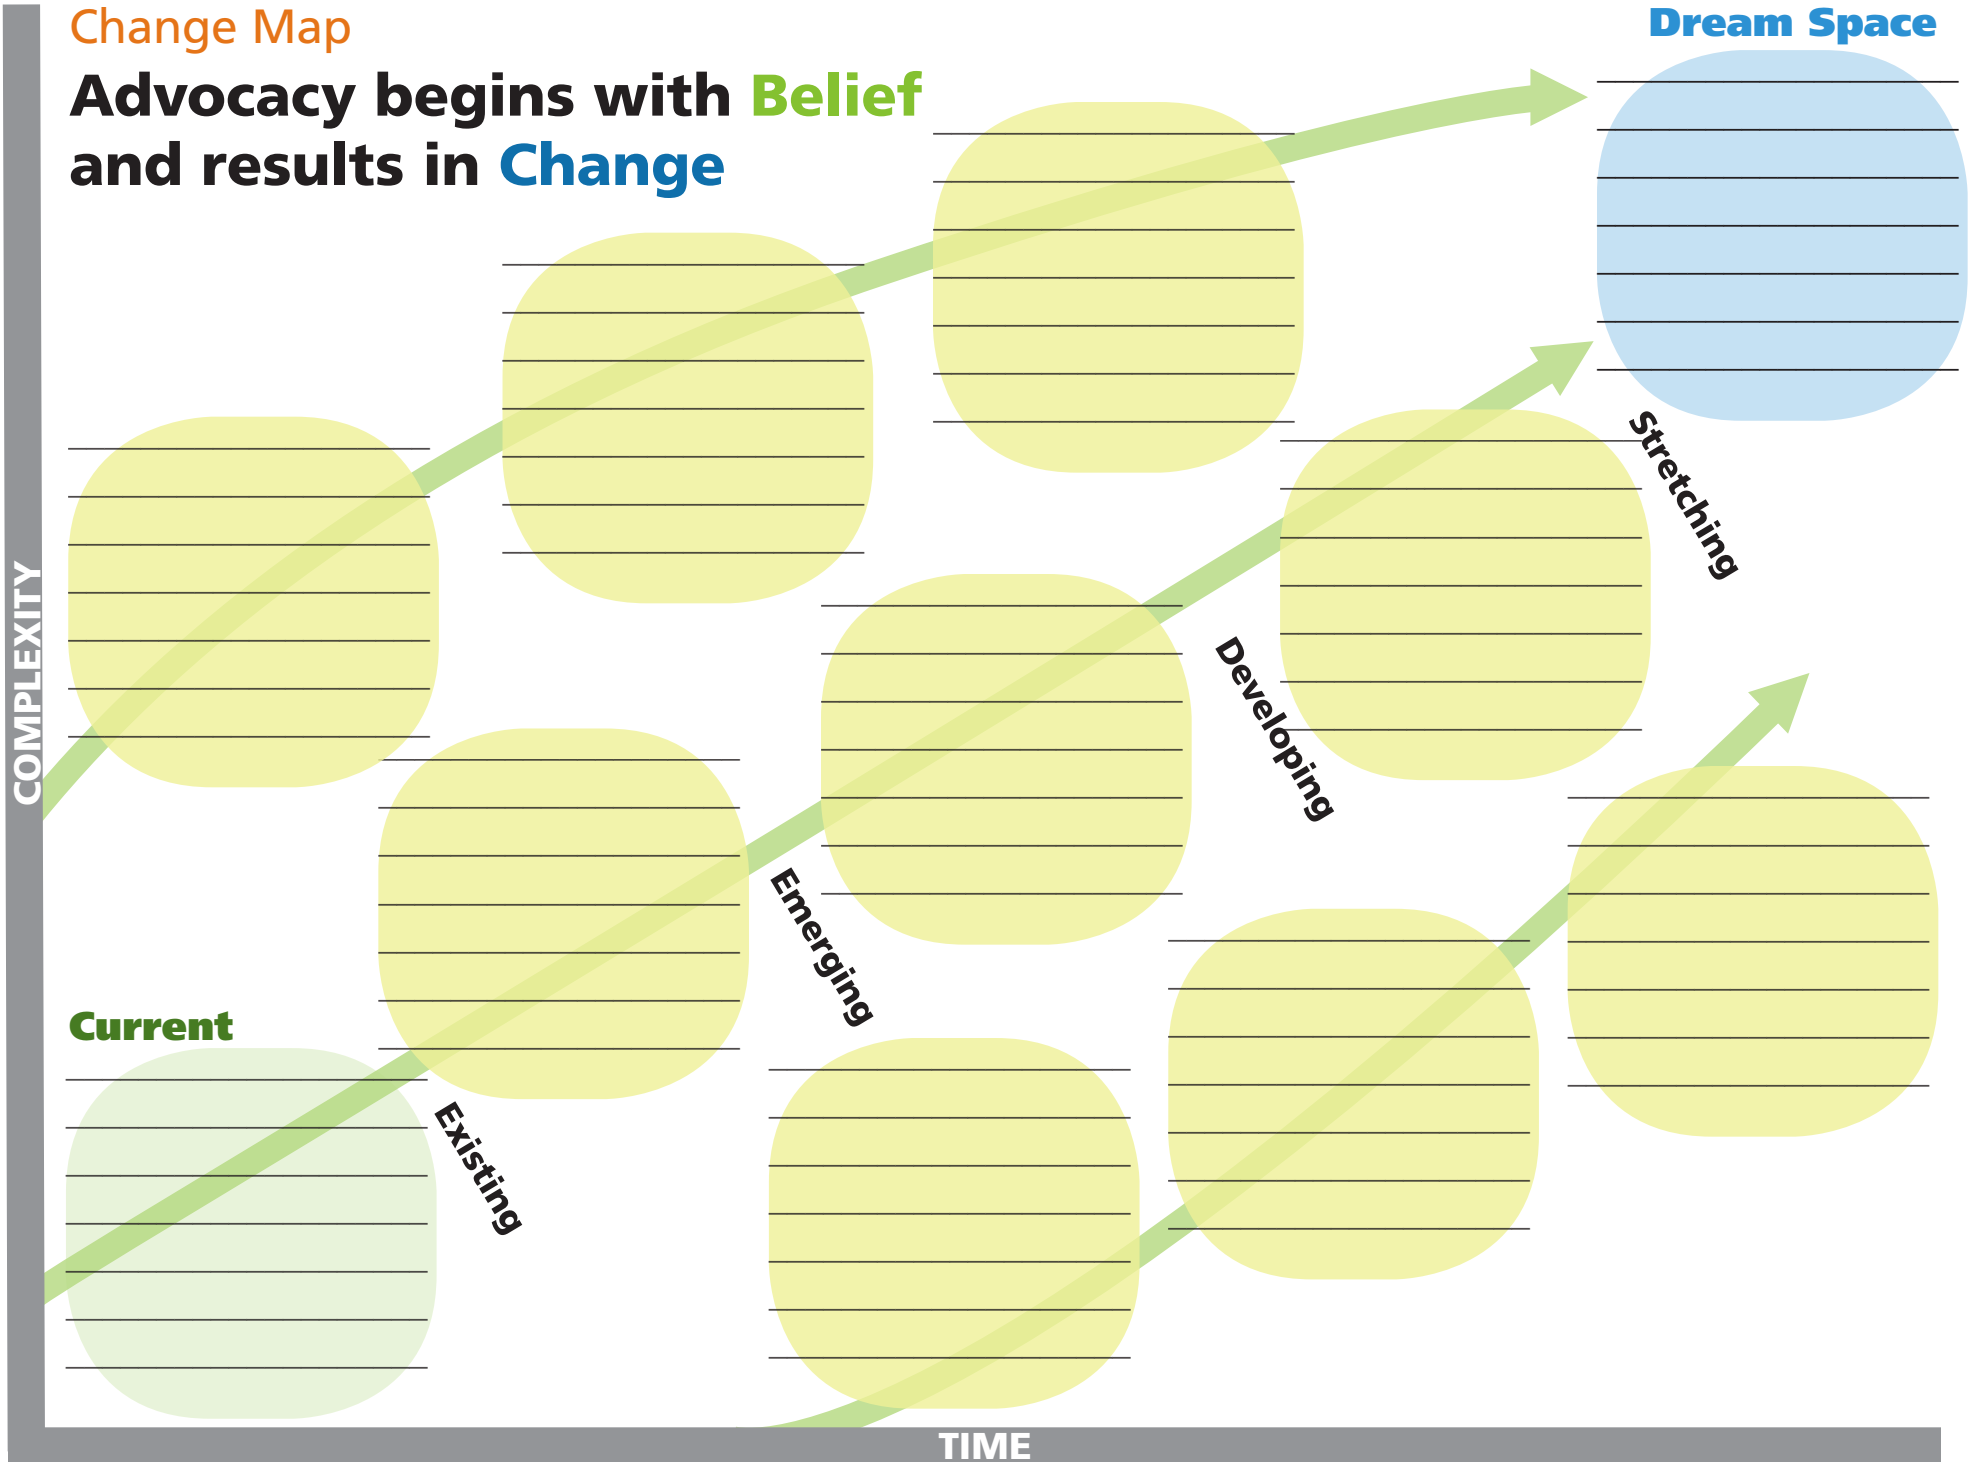 Change Map
Advocacy begins with Belief
and results in Change
Dream Space
Stretching
Developing
Emerging
Current
Existing
COMPLEXITY
TIME